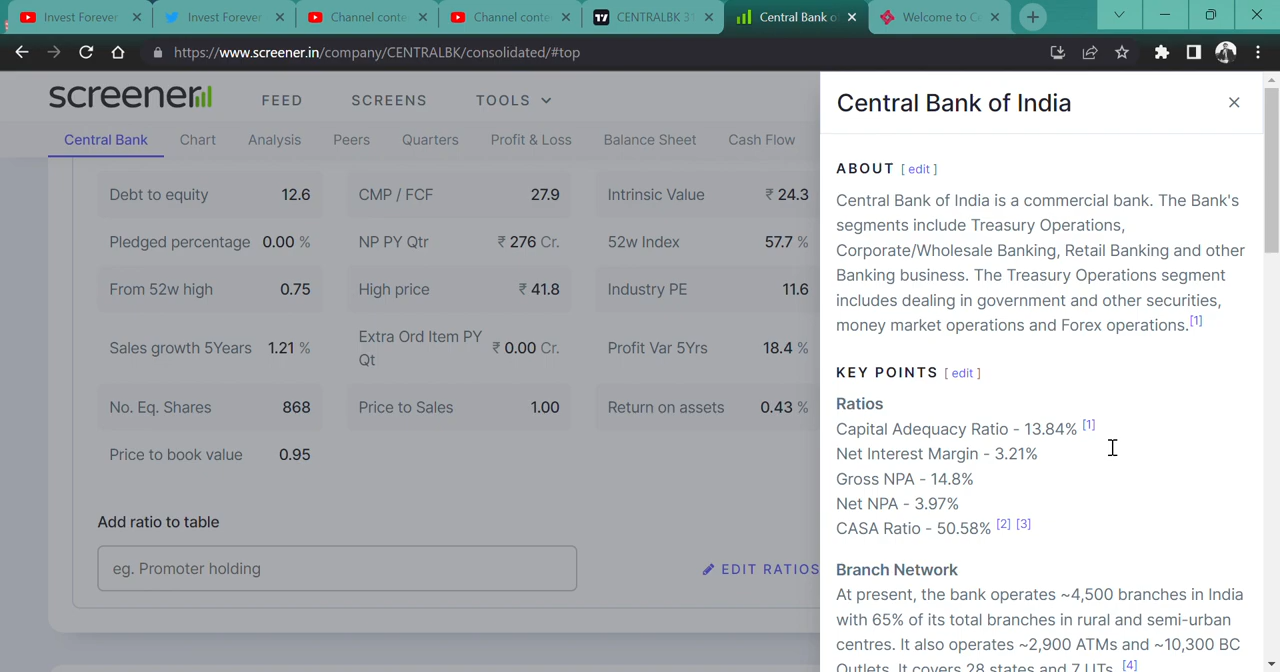 Invest Forever
Invest Forever
Channel conte
Channel conte
CENTRALBK 31
Central Bank o
Welcome to C
https://www.screener.in/company/CENTRALBK/consolidated/#top
screener
FEED
SCREENS
TOOLS
Central Bank
Chart
Analysis
Peers
Quarters
Profit & Loss
Balance Sheet
Cash Flow
Debt to equity 12.6
CMP / FCF 27.9
Intrinsic Value ₹ 24.3
Pledged percentage 0.00 %
NP PY Qtr ₹ 276 Cr.
52w Index 57.7 %
From 52w high 0.75
High price ₹ 41.8
Industry PE 11.6
Sales growth 5Years 1.21 %
Extra Ord Item PY
Qt ₹ 0.00 Cr.
Profit Var 5Yrs 18.4 %
No. Eq. Shares 868
Price to Sales 1.00
Return on assets 0.43 %
Price to book value 0.95
Add ratio to table
eg. Promoter holding
EDIT RATIOS
Central Bank of India
ABOUT [ edit ]
Central Bank of India is a commercial bank. The Bank's
segments include Treasury Operations,
Corporate/Wholesale Banking, Retail Banking and other
Banking business. The Treasury Operations segment
includes dealing in government and other securities,
money market operations and Forex operations.[1]
KEY POINTS [ edit ]
Ratios
Capital Adequacy Ratio - 13.84% [1]
Net Interest Margin - 3.21%
Gross NPA - 14.8%
Net NPA - 3.97%
CASA Ratio - 50.58% [2] [3]
Branch Network
At present, the bank operates ~4,500 branches in India
with 65% of its total branches in rural and semi-urban
centres. It also operates ~2,900 ATMs and ~10,300 BC
Outlets. It covers 28 states and 7 UTs. [4]